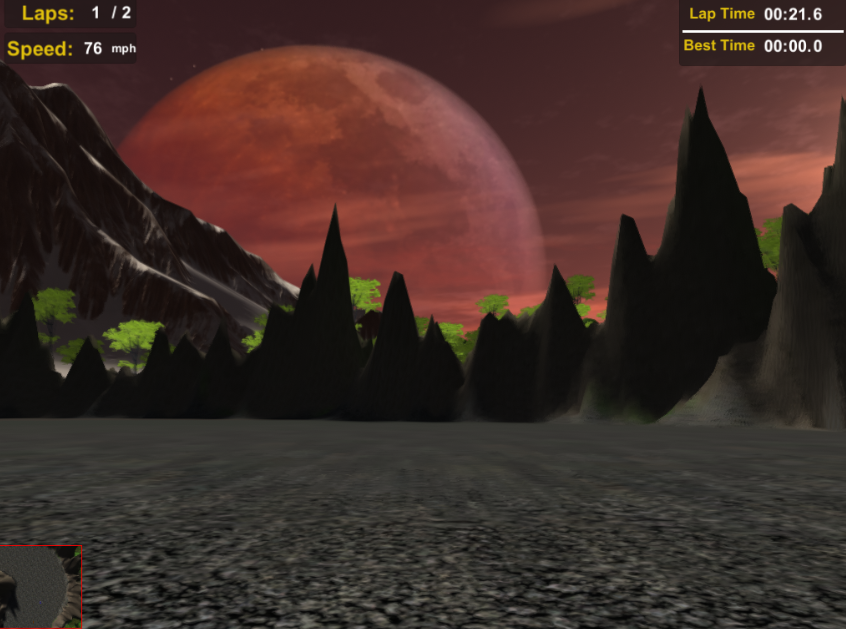 Laps: 1 / 2
Speed: 76 mph
Lap Time 00:21.6
Best Time 00:00.0